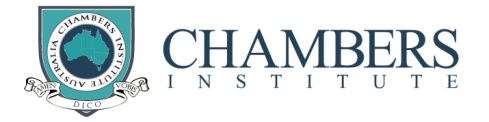 CHAMBERS INSTITUTE AUSTRALIA
AMEN
DICO
VOBIS
CHAMBERS
INSTITUTE